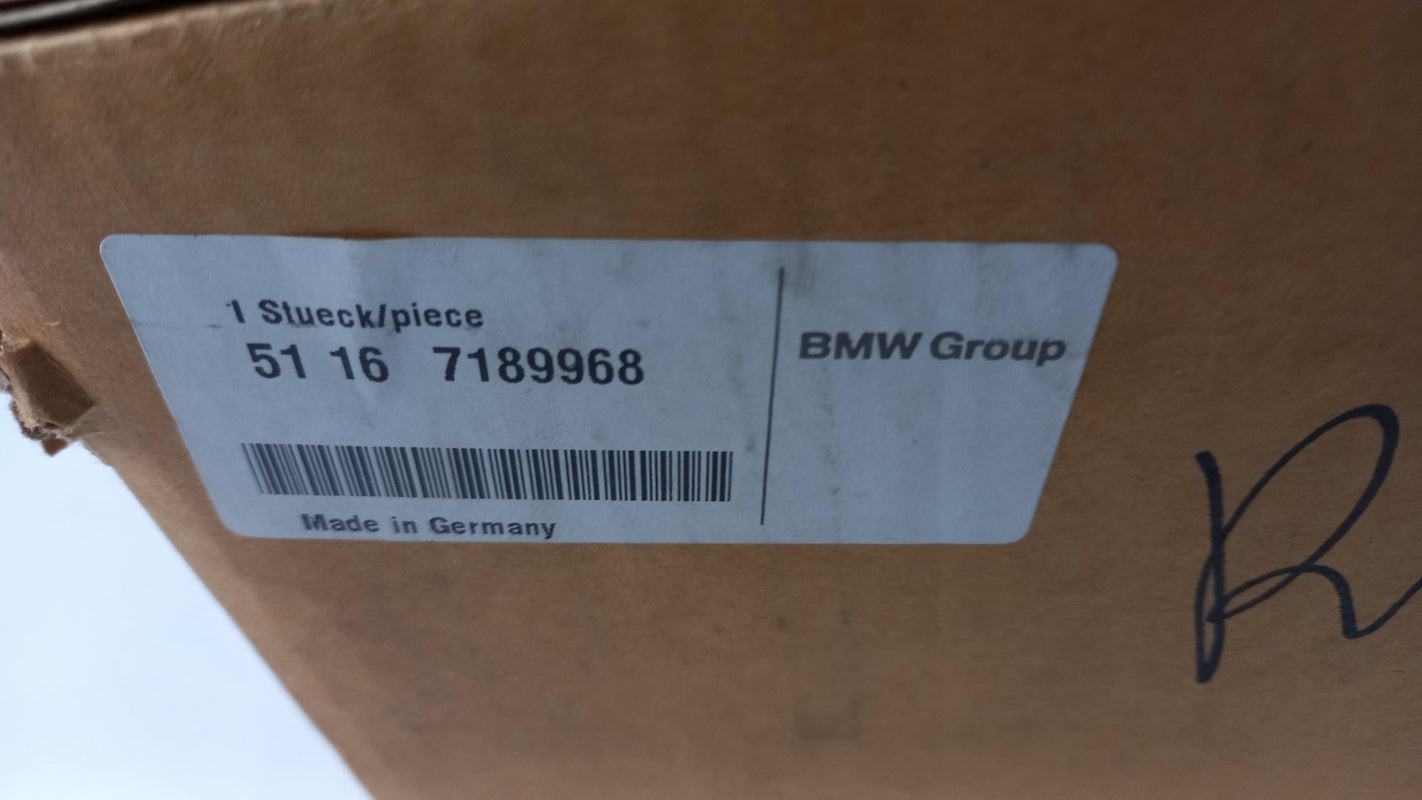 1 Stueck/piece
51 16 7189968
Made in Germany
BMW Group
R